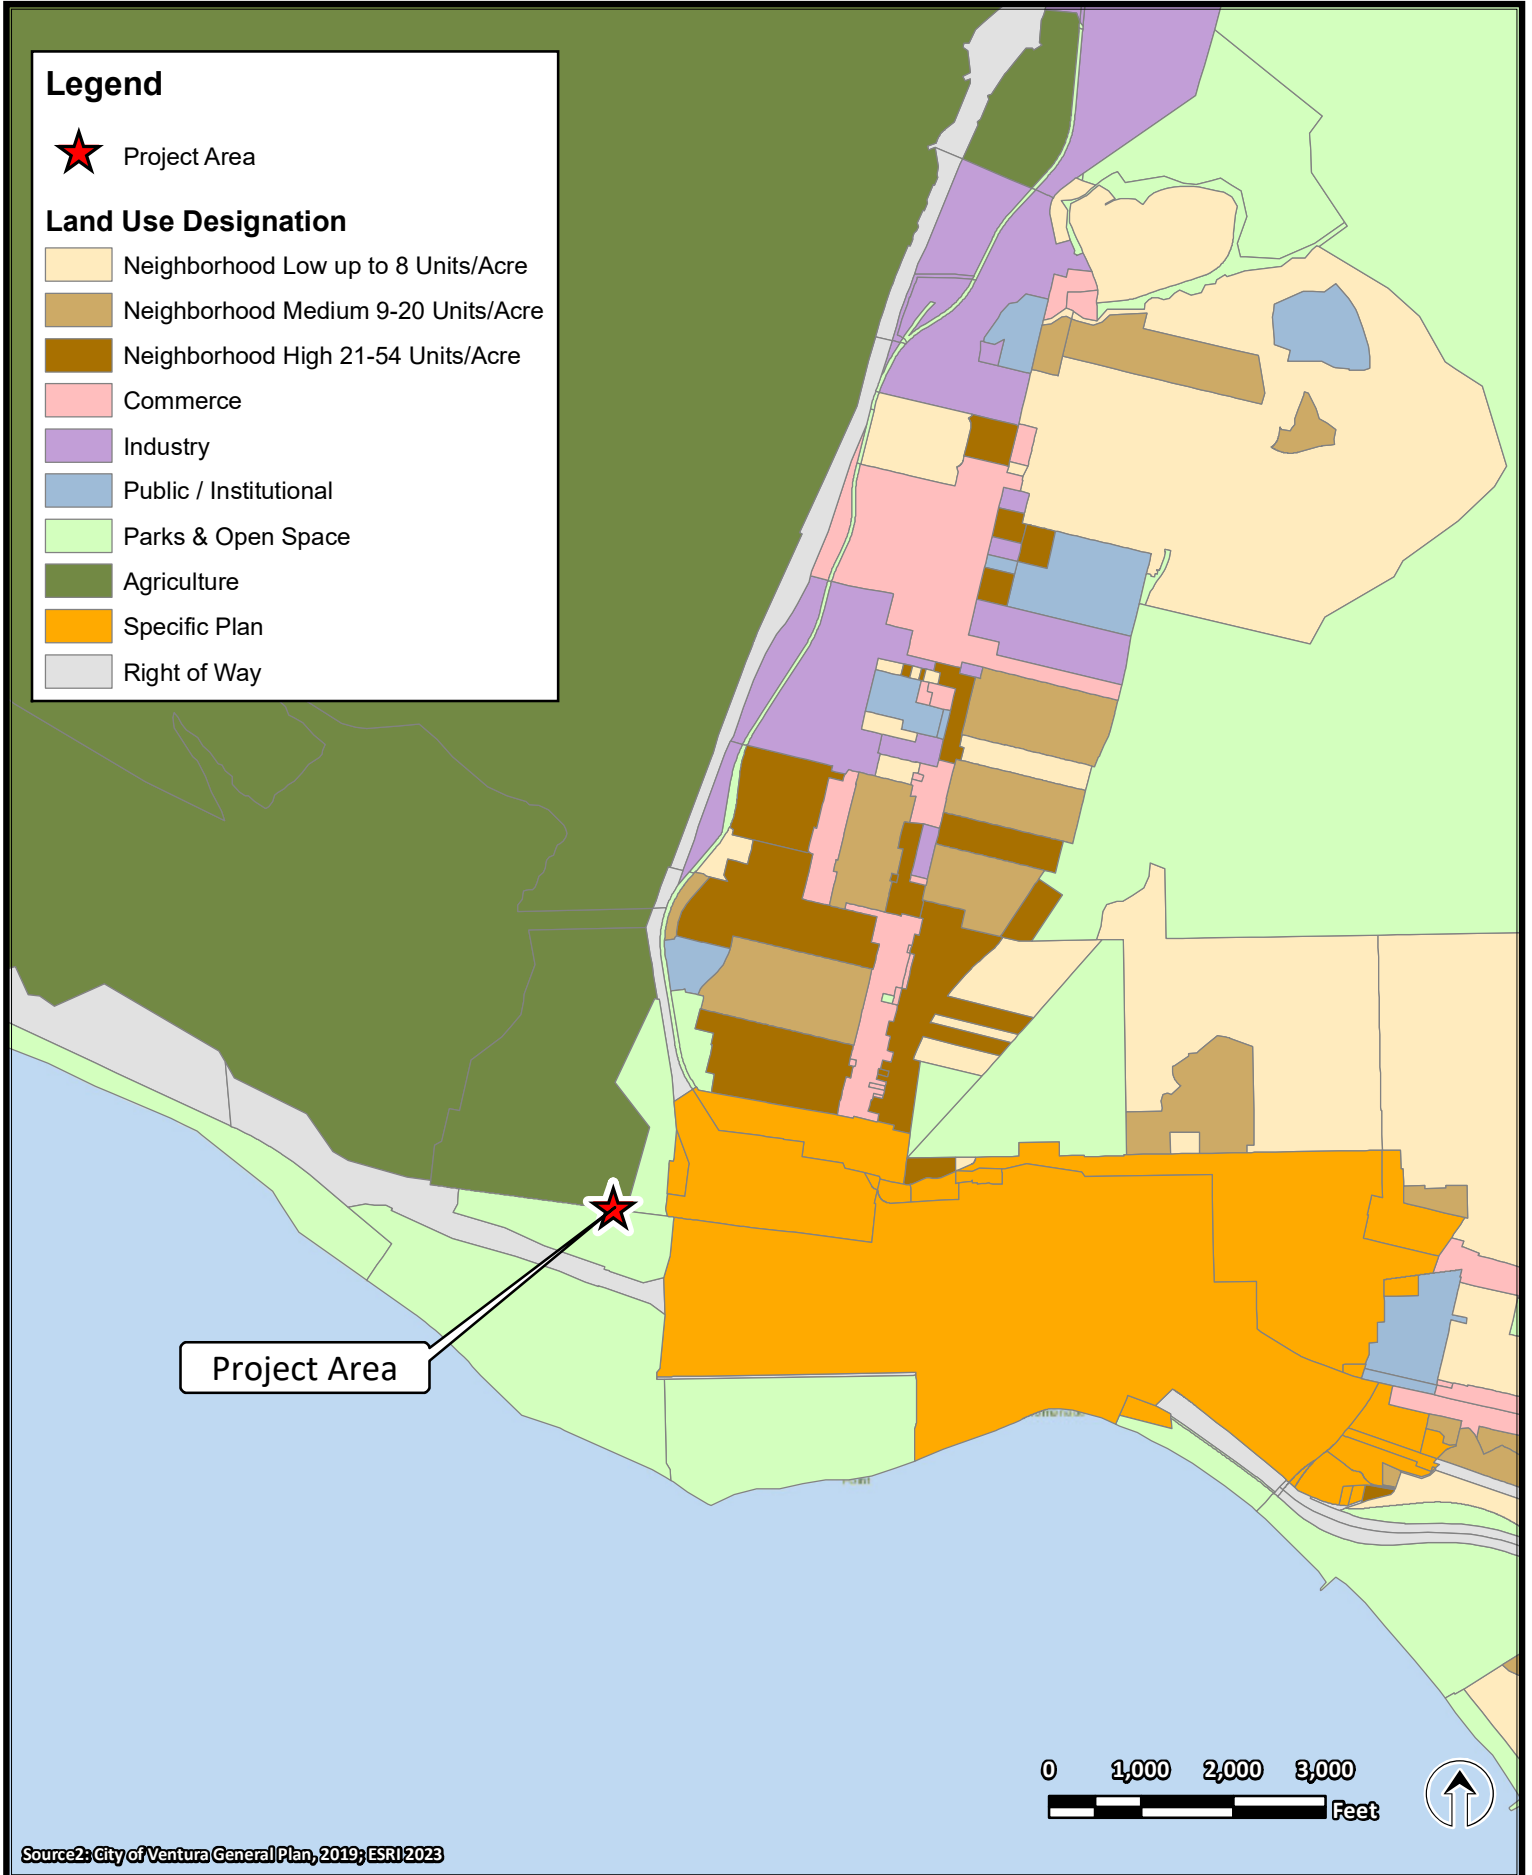 Legend
Project Area
Land Use Designation
Neighborhood Low up to 8 Units/Acre
Neighborhood Medium 9-20 Units/Acre
Neighborhood High 21-54 Units/Acre
Commerce
Industry
Public / Institutional
Parks & Open Space
Agriculture
Specific Plan
Right of Way
Project Area
0 1,000 2,000 3,000
Feet
Source2: City of Ventura General Plan, 2019; ESRI 2023